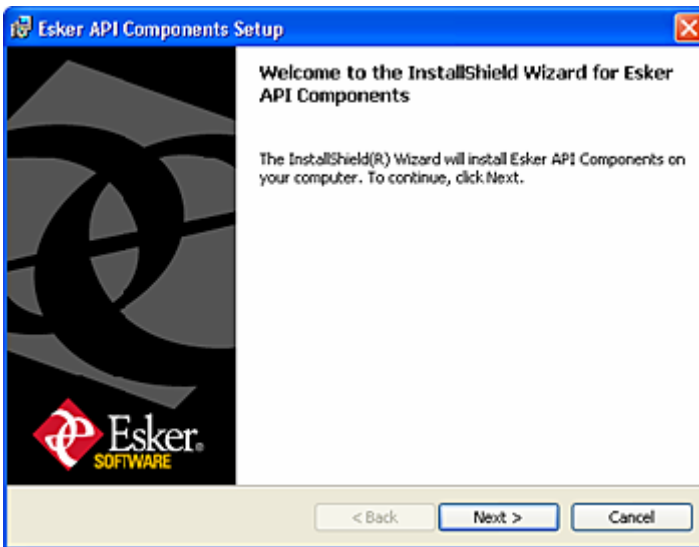 Esker API Components Setup
Welcome to the InstallShield Wizard for Esker
API Components
The InstallShield(R) Wizard will install Esker API Components on
your computer. To continue, click Next.
Esker®
SOFTWARE
< Back
Next >
Cancel